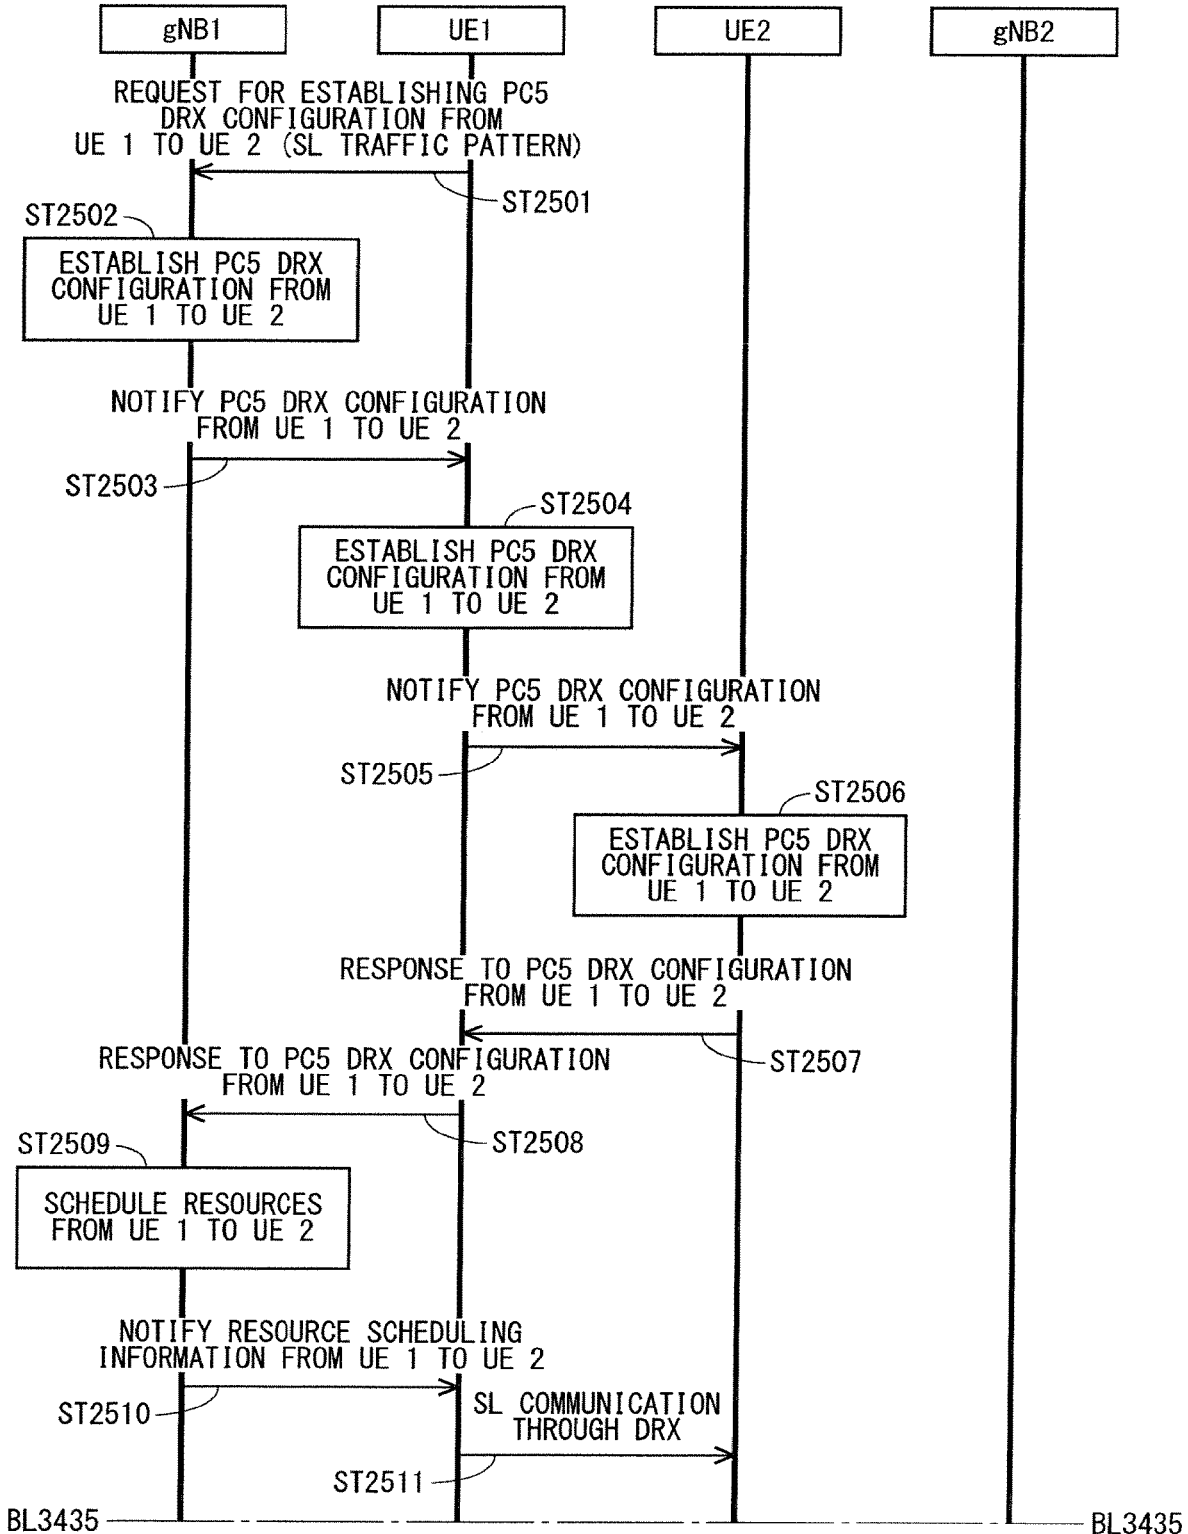 gNB1
UE1
UE2
gNB2
REQUEST FOR ESTABLISHING PC5
DRX CONFIGURATION FROM
UE 1 TO UE 2 (SL TRAFFIC PATTERN)
ST2501
ST2502
ESTABLISH PC5 DRX
CONFIGURATION FROM
UE 1 TO UE 2
NOTIFY PC5 DRX CONFIGURATION
FROM UE 1 TO UE 2
ST2503
ST2504
ESTABLISH PC5 DRX
CONFIGURATION FROM
UE 1 TO UE 2
NOTIFY PC5 DRX CONFIGURATION
FROM UE 1 TO UE 2
ST2505
ST2506
ESTABLISH PC5 DRX
CONFIGURATION FROM
UE 1 TO UE 2
RESPONSE TO PC5 DRX CONFIGURATION
FROM UE 1 TO UE 2
ST2507
RESPONSE TO PC5 DRX CONFIGURATION
FROM UE 1 TO UE 2
ST2508
ST2509
SCHEDULE RESOURCES
FROM UE 1 TO UE 2
NOTIFY RESOURCE SCHEDULING
INFORMATION FROM UE 1 TO UE 2
ST2510
SL COMMUNICATION
THROUGH DRX
ST2511
BL3435
BL3435